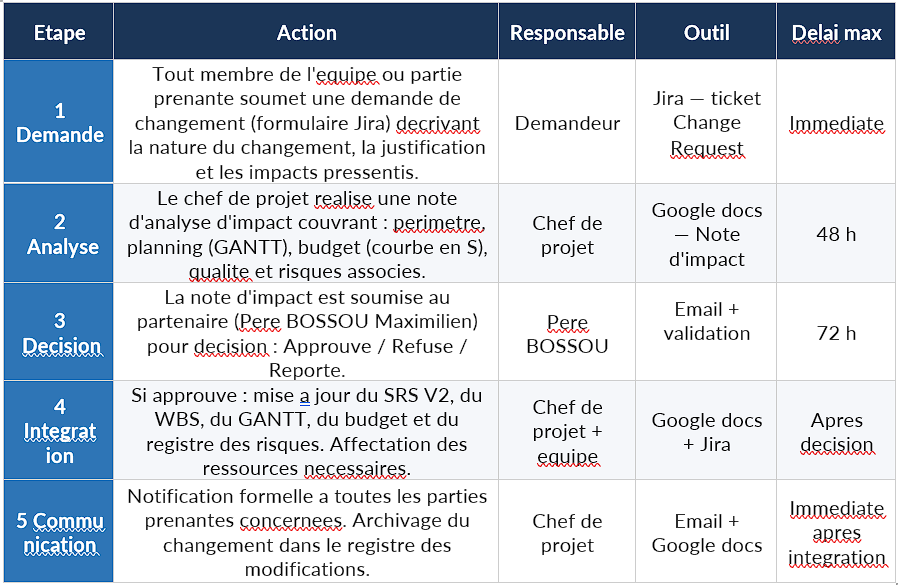 Etape Action Responsable Outil Delai max
1
Demande
Tout membre de l'equipe ou partie
prenante soumet une demande de
changement (formulaire Jira) decrivant
la nature du changement, la justification
et les impacts pressentis.
Demandeur
Jira — ticket
Change
Request
Immediate
2
Analyse
Le chef de projet realise une note
d'analyse d'impact couvrant : perimetre,
planning (GANTT), budget (courbe en S),
qualite et risques associes.
Chef de
projet
Google docs
— Note
d'impact
48 h
3
Decision
La note d'impact est soumise au
partenaire (Pere BOSSOU Maximilien)
pour decision : Approuve / Refuse /
Reporte.
Pere
BOSSOU
Email +
validation
72 h
4
Integrat
ion
Si approuve : mise a jour du SRS V2, du
WBS, du GANTT, du budget et du
registre des risques. Affectation des
ressources necessaires.
Chef de
projet +
equipe
Google docs
+ Jira
Apres
decision
5 Commu
nication
Notification formelle a toutes les parties
prenantes concernees. Archivage du
changement dans le registre des
modifications.
Chef de
projet
Email +
Google docs
Immediate
apres
integration